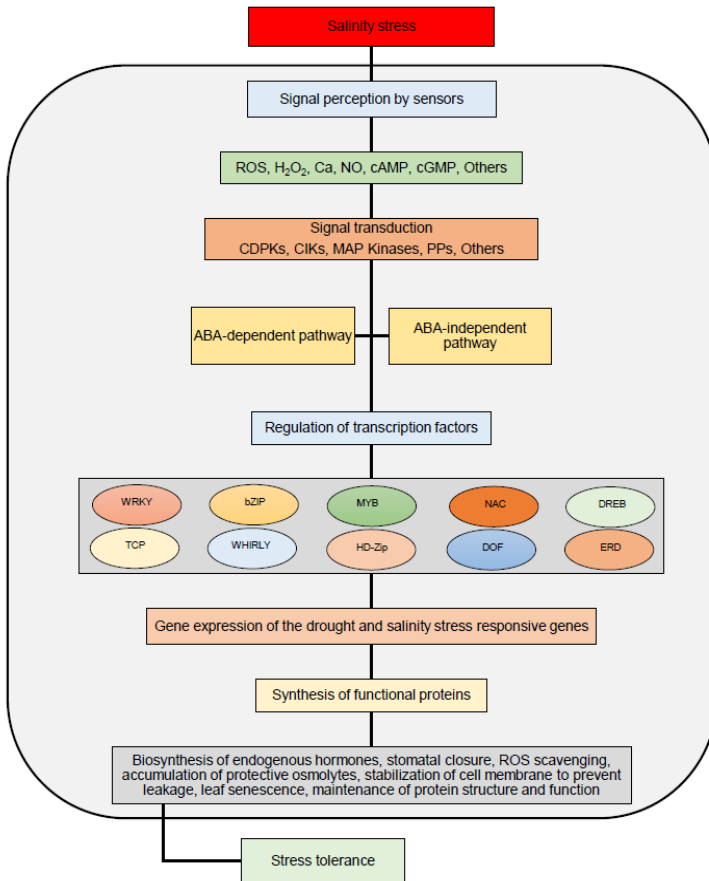 Salinity stress
Signal perception by sensors
ROS, H₂O₂, Ca, NO, cAMP, cGMP, Others
Signal transduction
CDPKs, CIKs, MAP Kinases, PPs, Others
ABA-dependent pathway
ABA-independent
pathway
Regulation of transcription factors
WRKY bZIP MYB NAC DREB
TCP WHIRLY HD-Zip DOF ERD
Gene expression of the drought and salinity stress responsive genes
Synthesis of functional proteins
Biosynthesis of endogenous hormones, stomatal closure, ROS scavenging,
accumulation of protective osmolytes, stabilization of cell membrane to prevent
leakage, leaf senescence, maintenance of protein structure and function
Stress tolerance